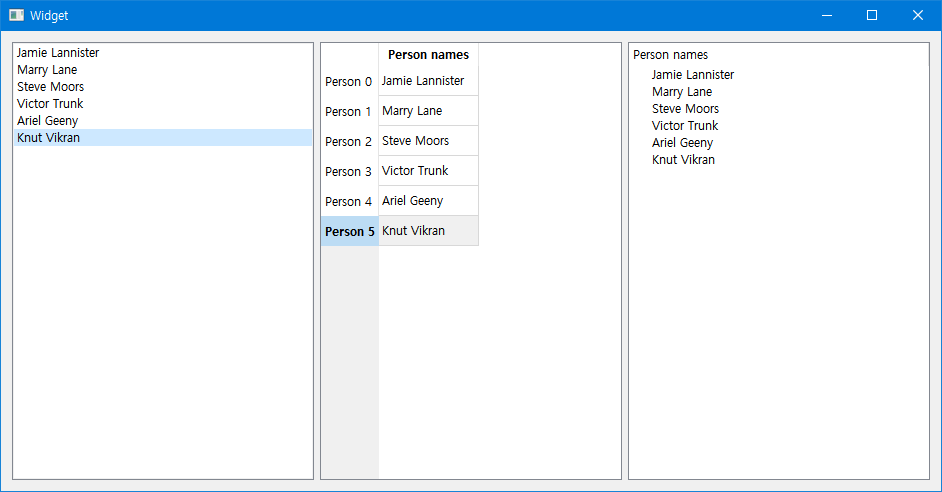 Widget
Jamie Lannister
Marry Lane
Steve Moors
Victor Trunk
Ariel Geeny
Knut Vikran
Person names
Person 0 Jamie Lannister
Person 1 Marry Lane
Person 2 Steve Moors
Person 3 Victor Trunk
Person 4 Ariel Geeny
Person 5 Knut Vikran
Person names
Jamie Lannister
Marry Lane
Steve Moors
Victor Trunk
Ariel Geeny
Knut Vikran